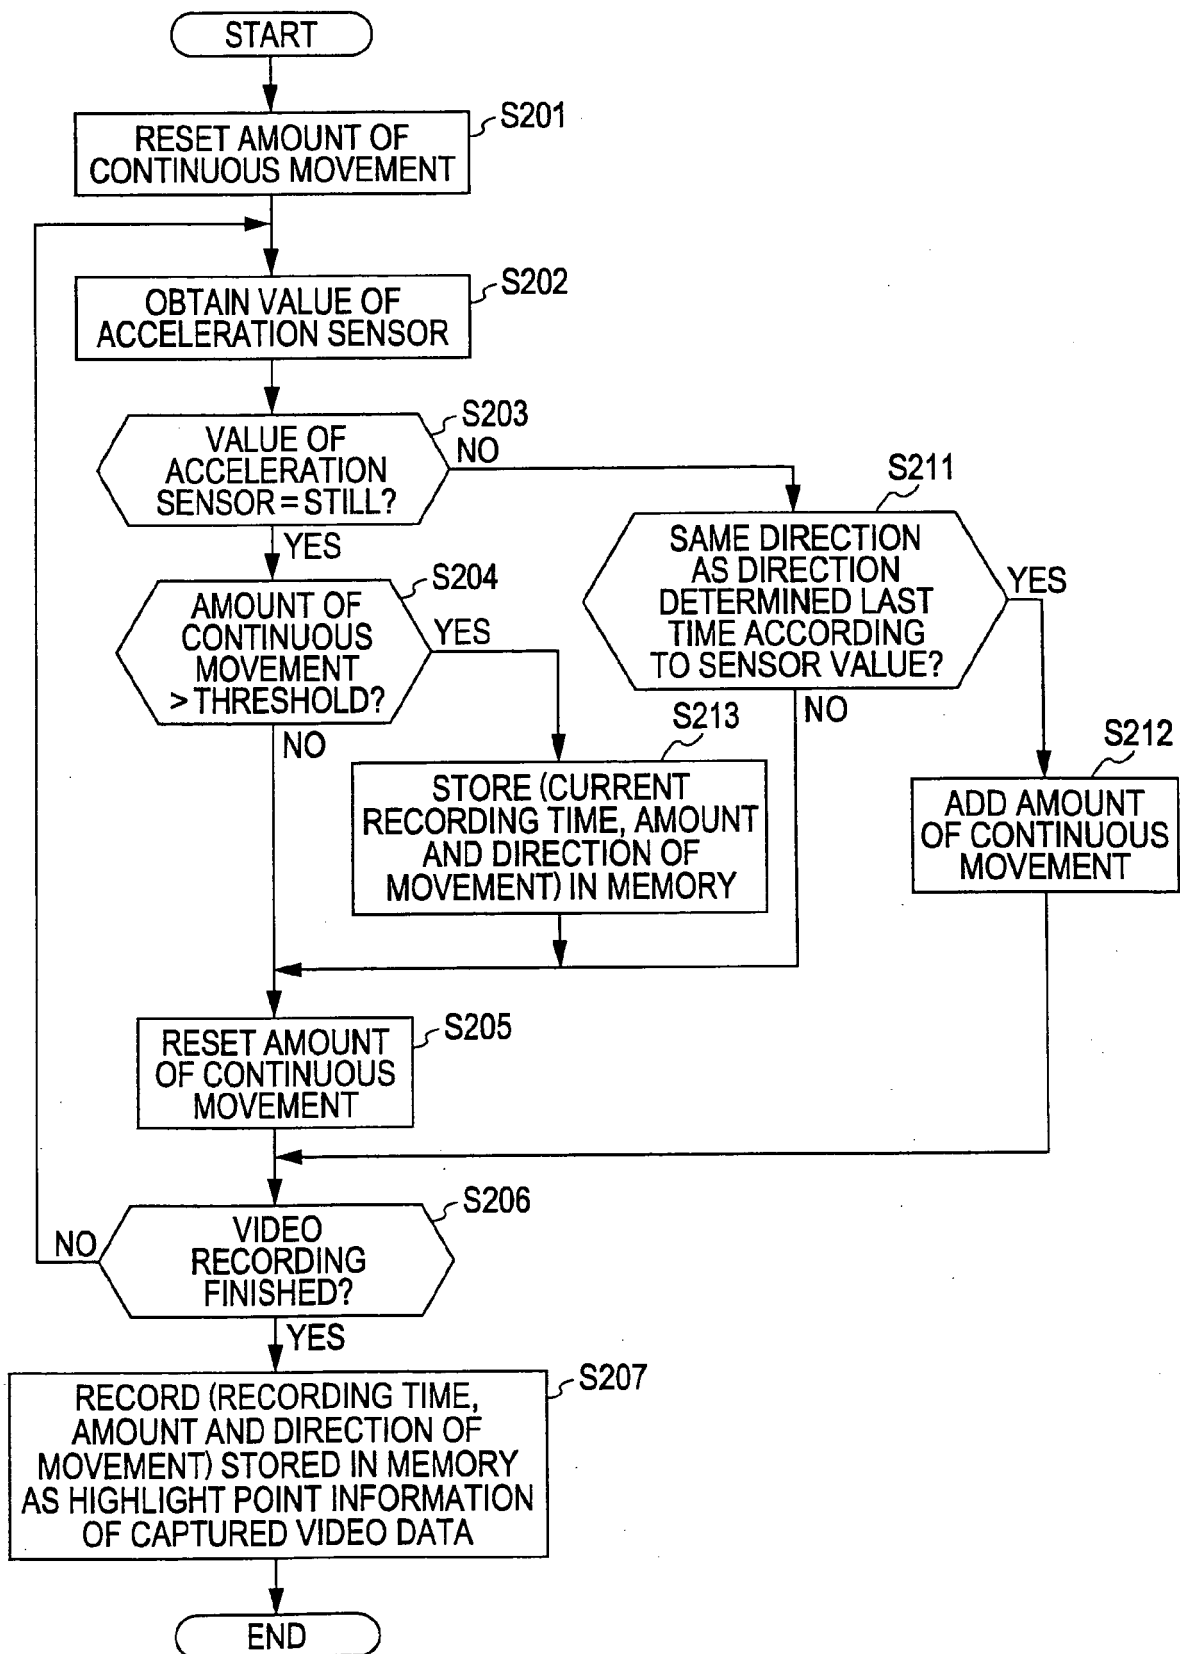 START
S201
RESET AMOUNT OF
CONTINUOUS MOVEMENT
S202
OBTAIN VALUE OF
ACCELERATION SENSOR
S203
VALUE OF
ACCELERATION
SENSOR = STILL?
NO
YES
S211
SAME DIRECTION
AS DIRECTION
DETERMINED LAST
TIME ACCORDING
TO SENSOR VALUE?
YES
NO
S204
AMOUNT OF
CONTINUOUS
MOVEMENT
> THRESHOLD?
YES
NO
S213
STORE (CURRENT
RECORDING TIME, AMOUNT
AND DIRECTION OF
MOVEMENT) IN MEMORY
S212
ADD AMOUNT
OF CONTINUOUS
MOVEMENT
S205
RESET AMOUNT
OF CONTINUOUS
MOVEMENT
S206
VIDEO
RECORDING
FINISHED?
NO
YES
S207
RECORD (RECORDING TIME,
AMOUNT AND DIRECTION OF
MOVEMENT) STORED IN MEMORY
AS HIGHLIGHT POINT INFORMATION
OF CAPTURED VIDEO DATA
END